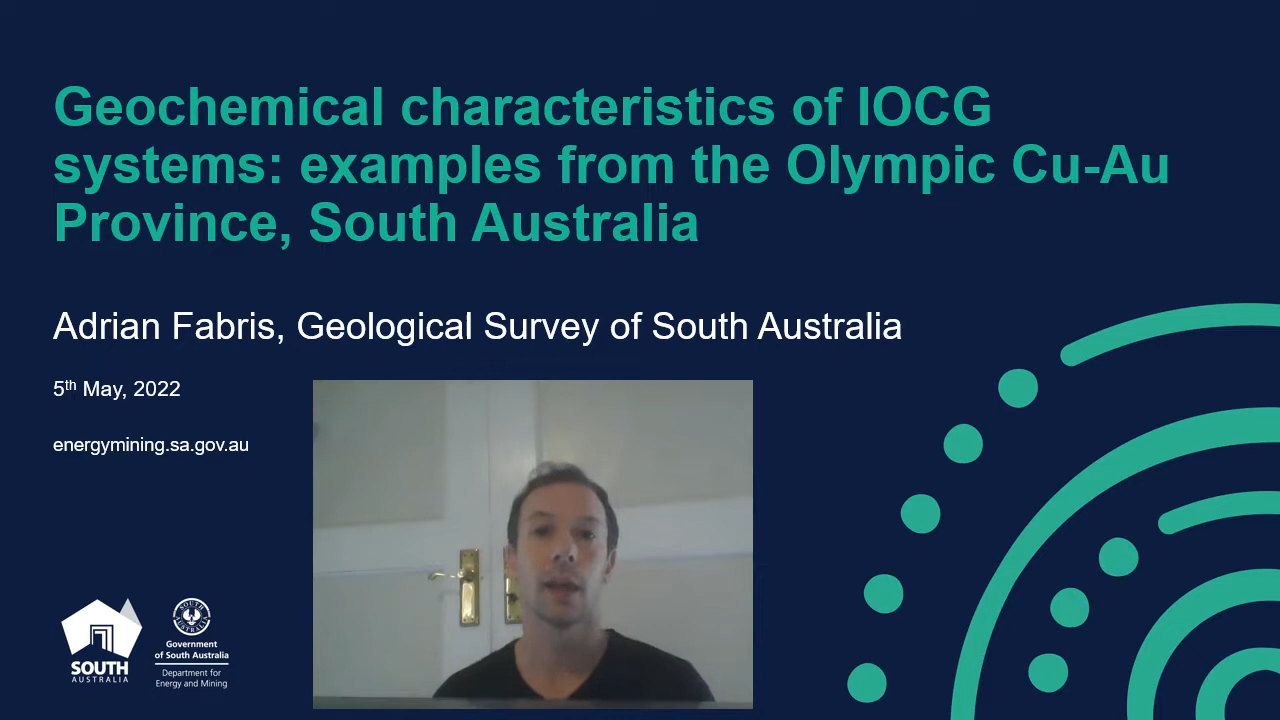 Geochemical characteristics of IOCG
systems: examples from the Olympic Cu-Au
Province, South Australia
Adrian Fabris, Geological Survey of South Australia
5th May, 2022
energymining.sa.gov.au
SOUTH
AUSTRALIA
SOUTH AUSTRALIA
Government
of South Australia
Department for
Energy and Mining